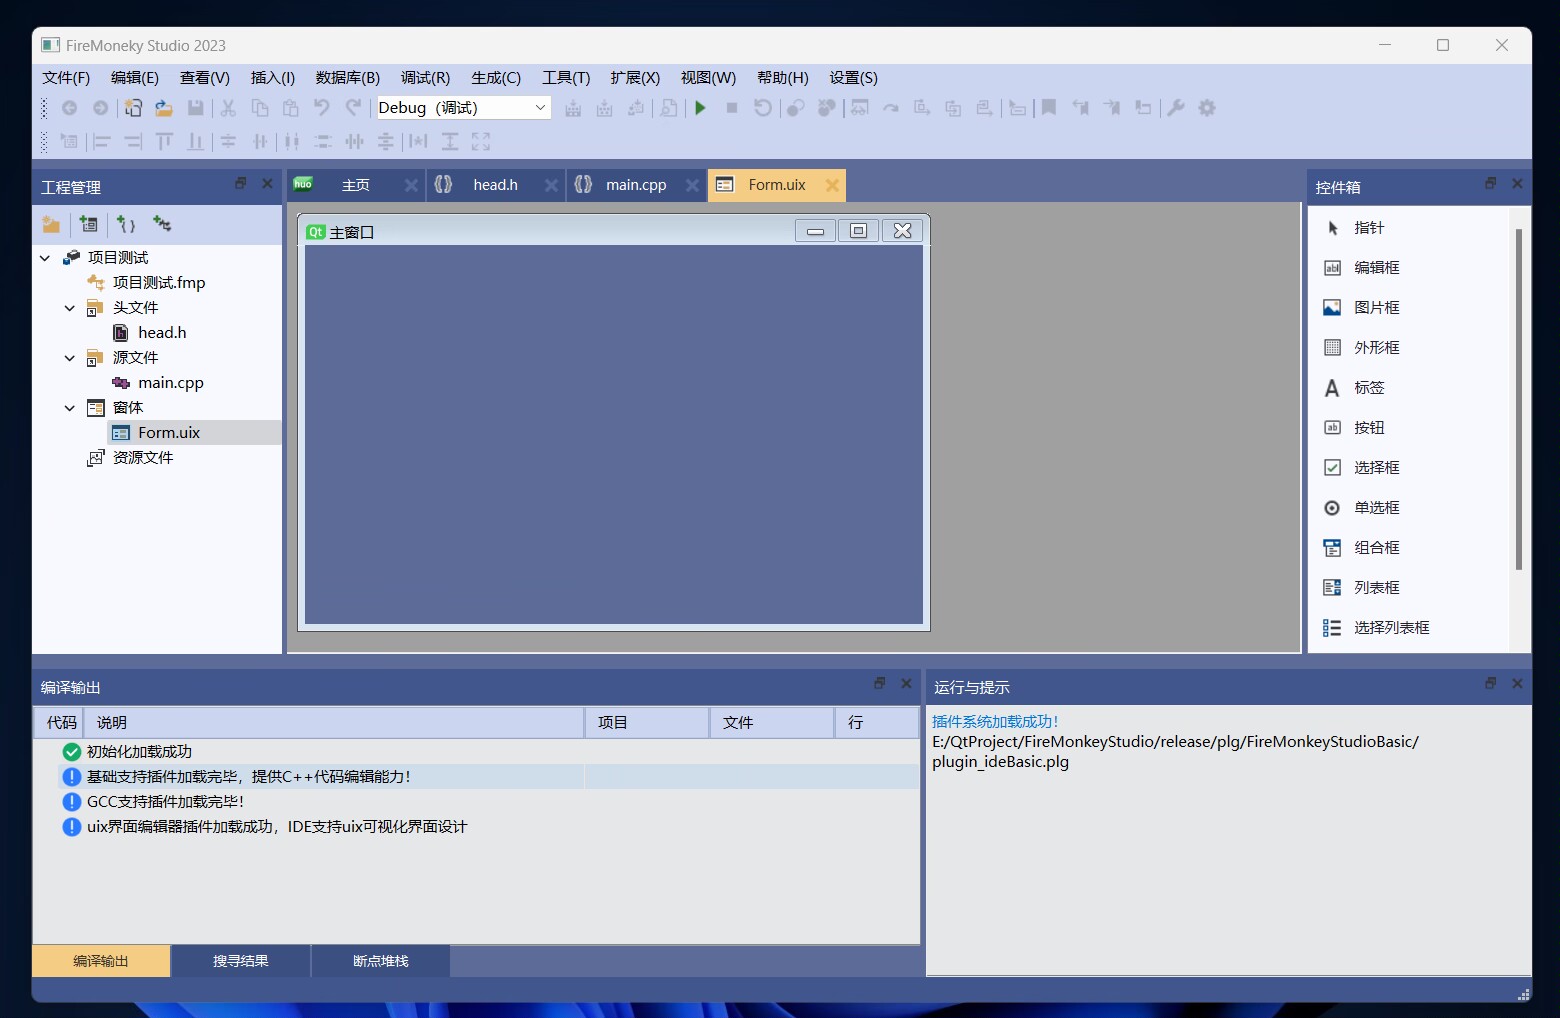 FireMoneky Studio 2023
文件(F) 编辑(E) 查看(V) 插入(I) 数据库(B) 调试(R) 生成(C) 工具(T) 扩展(X) 视图(W) 帮助(H) 设置(S)
Debug（调试）
工程管理
huo 主页 head.h main.cpp Form.uix
控件箱
项目测试
项目测试.fmp
头文件
head.h
源文件
main.cpp
窗体
Form.uix
资源文件
Qt 主窗口
指针
编辑框
图片框
外形框
标签
按钮
选择框
单选框
组合框
列表框
选择列表框
编译输出
代码 说明 项目 文件 行
初始化加载成功
基础支持插件加载完毕，提供C++代码编辑能力！
GCC支持插件加载完毕！
uix界面编辑器插件加载成功，IDE支持uix可视化界面设计
编译输出 搜寻结果 断点堆栈
运行与提示
插件系统加载成功！
E:/QtProject/FireMonkeyStudio/release/plg/FireMonkeyStudioBasic/
plugin_ideBasic.plg